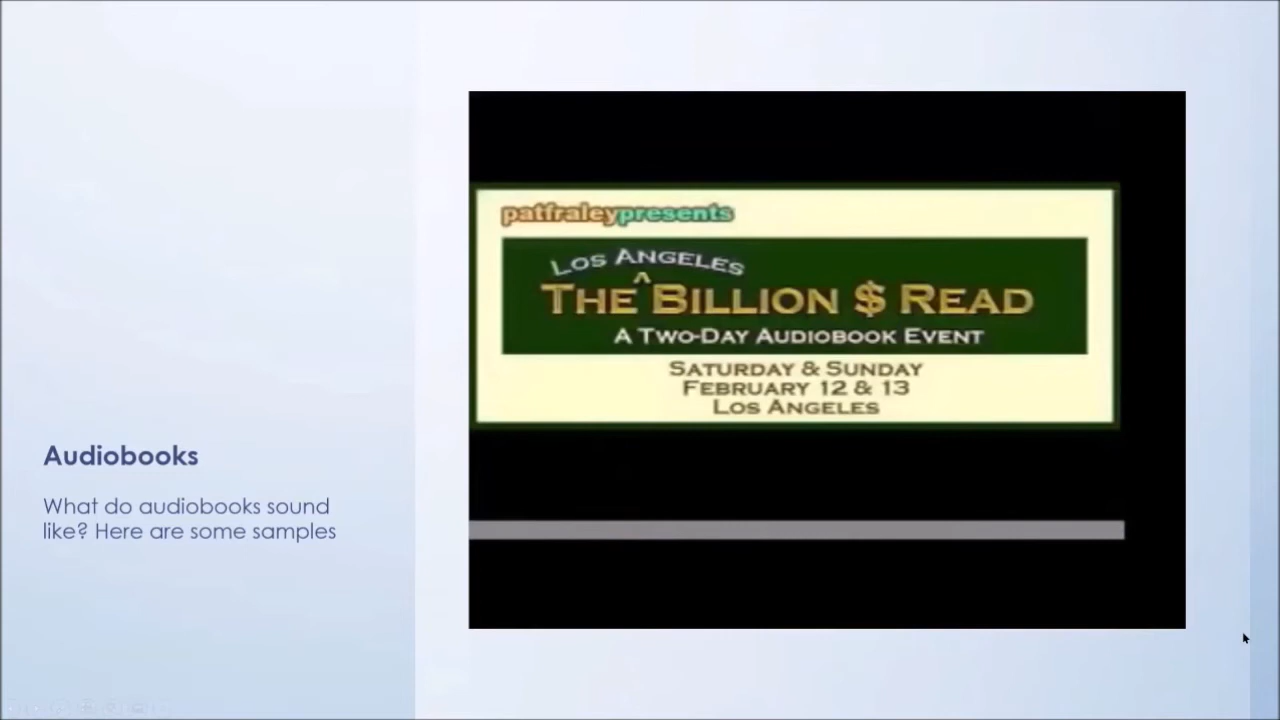 Audiobooks
What do audiobooks sound
like? Here are some samples
patfraleypresents
Los Angeles
^
The Billion $ Read
A Two-Day Audiobook Event
Saturday & Sunday
February 12 & 13
Los Angeles